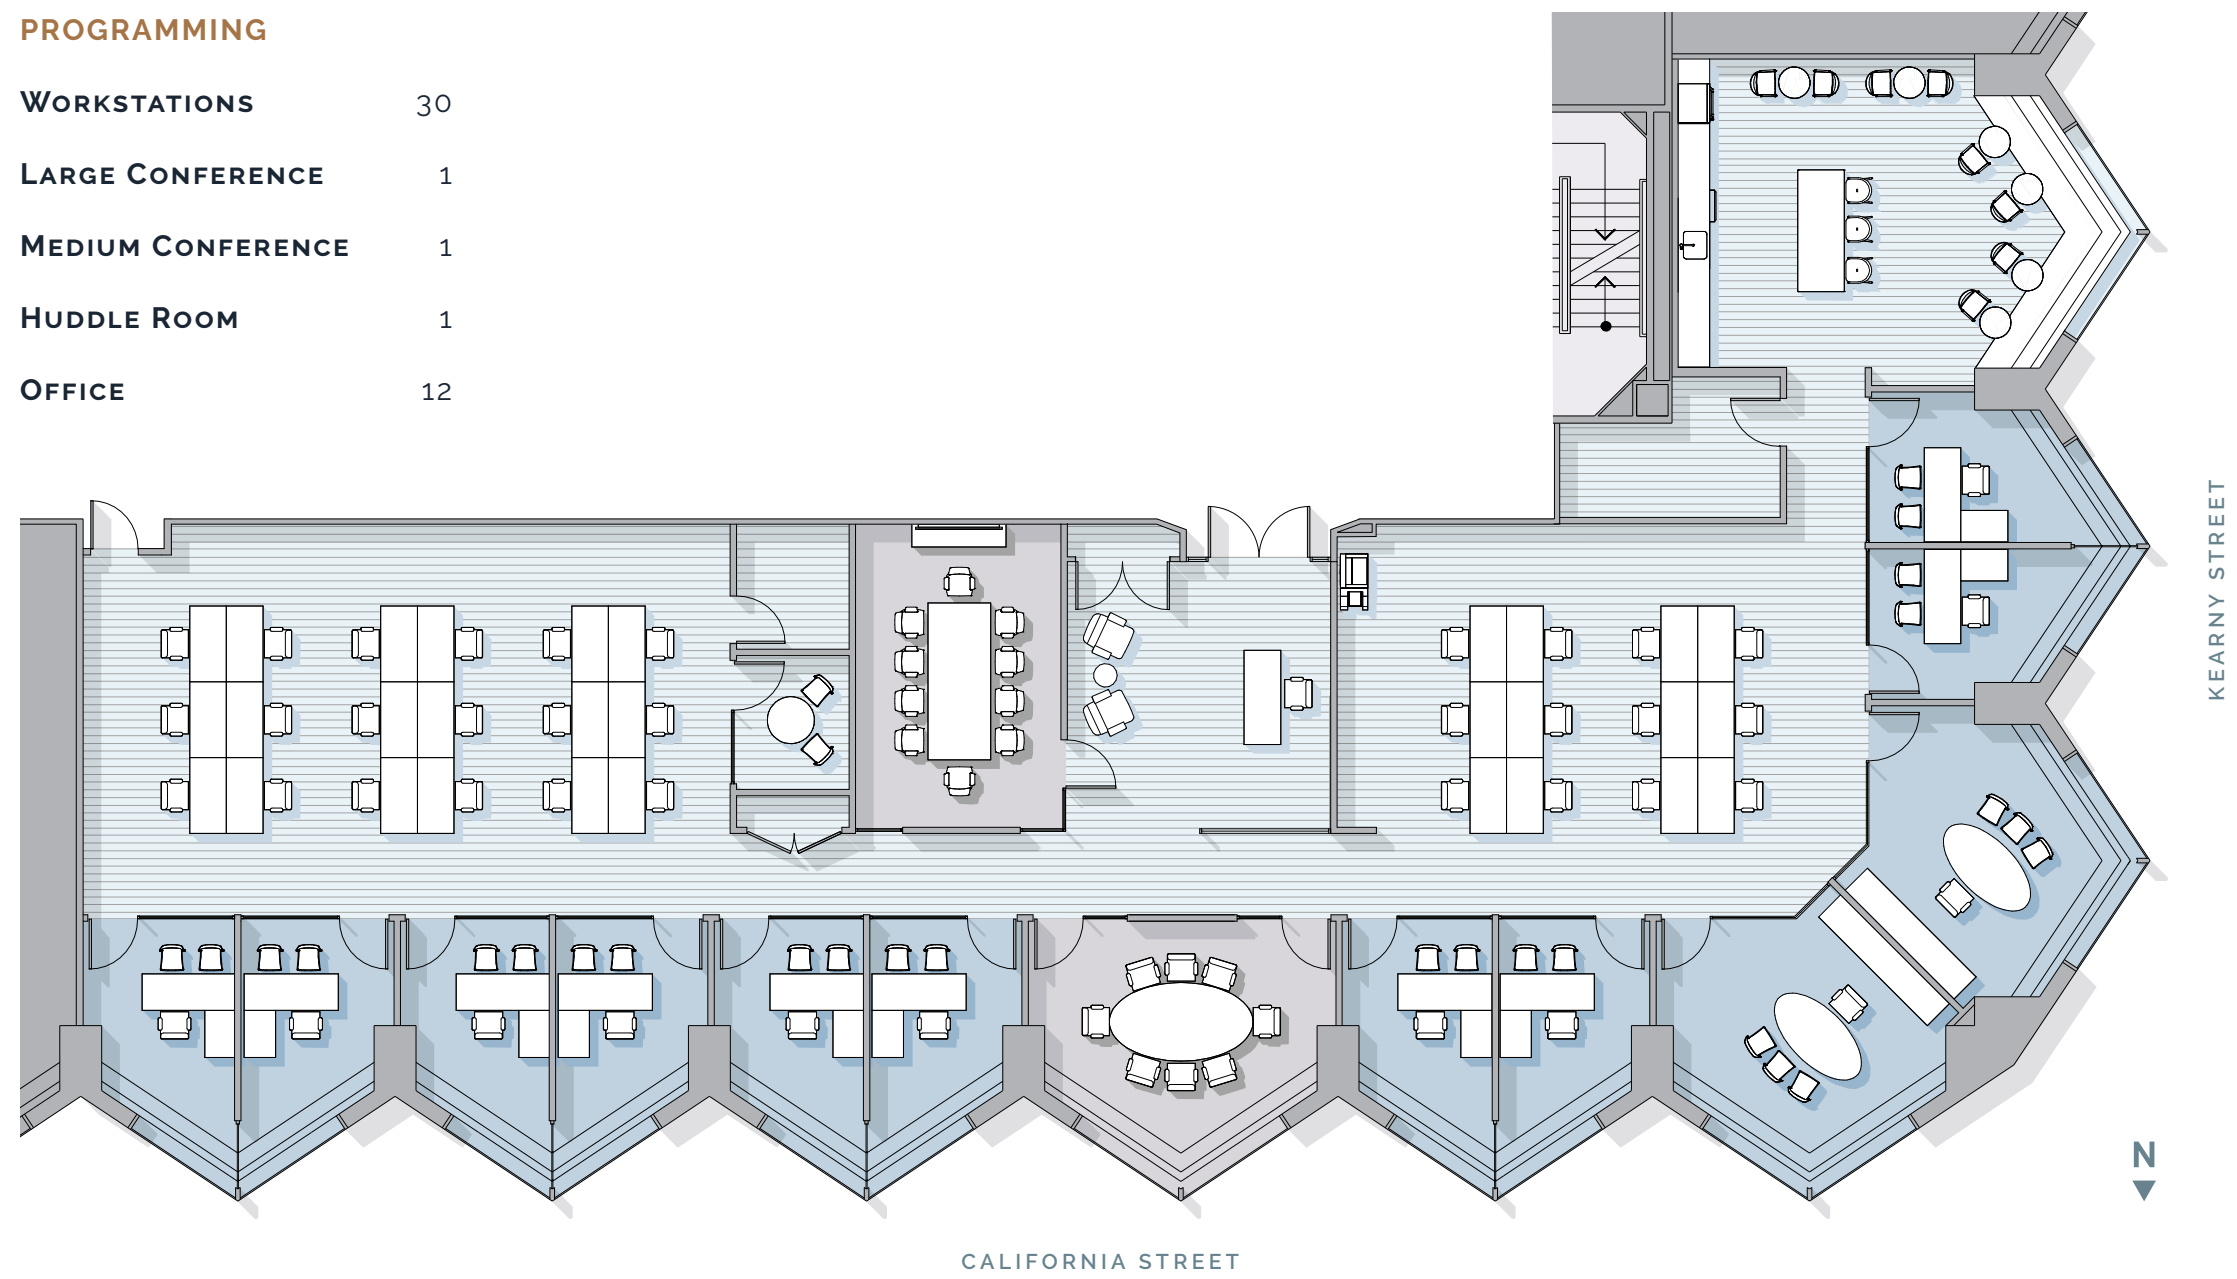 PROGRAMMING
WORKSTATIONS 30
LARGE CONFERENCE 1
MEDIUM CONFERENCE 1
HUDDLE ROOM 1
OFFICE 12
KEARNY STREET
N
CALIFORNIA STREET